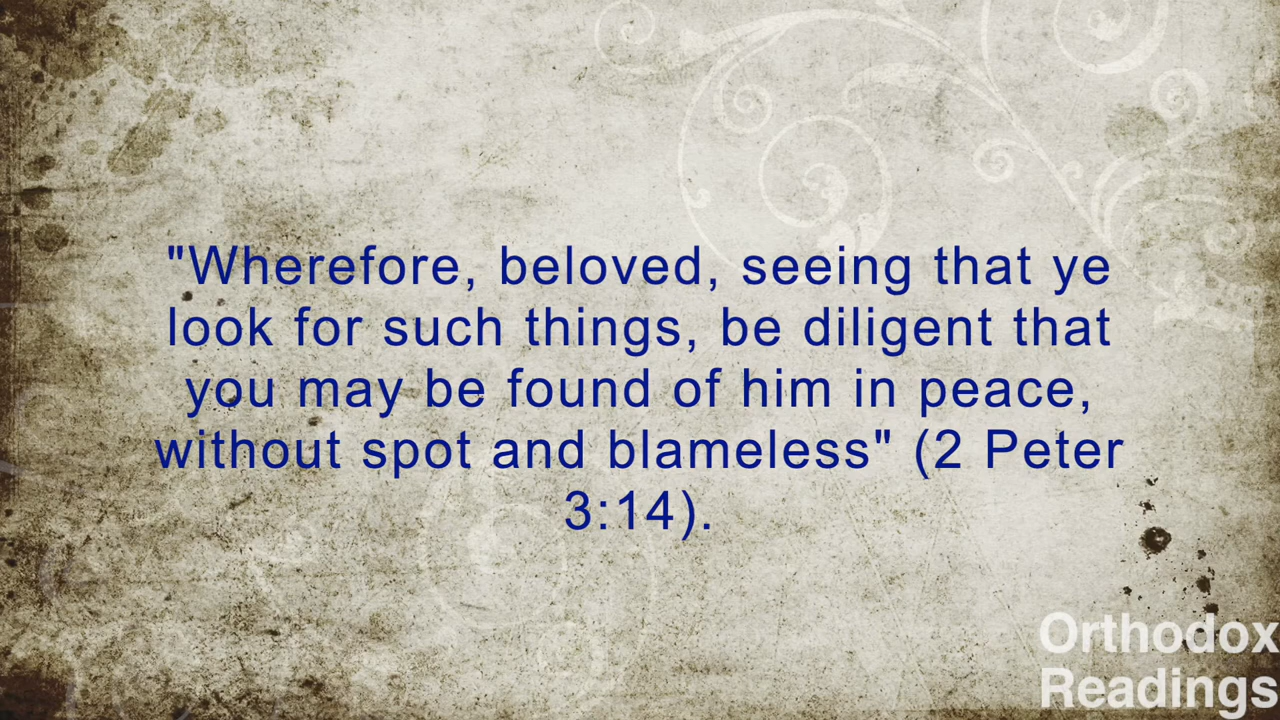 "Wherefore, beloved, seeing that ye
look for such things, be diligent that
you may be found of him in peace,
without spot and blameless" (2 Peter
3:14).
Orthodox
Readings